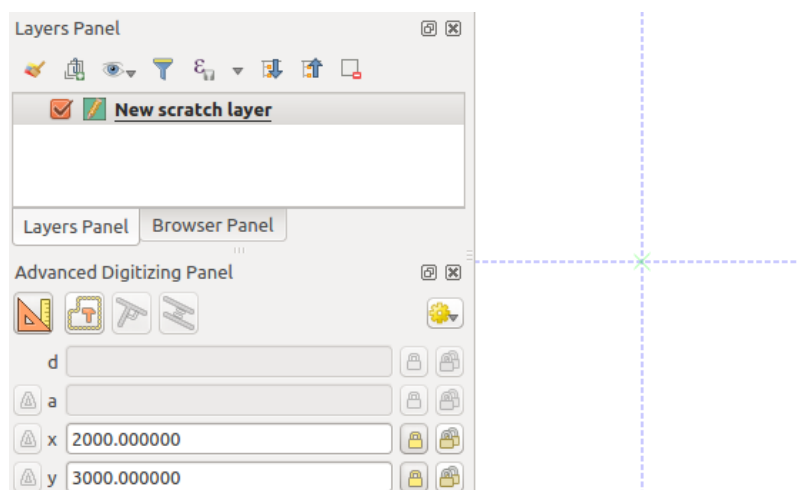 Layers Panel
New scratch layer
Layers Panel Browser Panel
Advanced Digitizing Panel
d
a
x 2000.000000
y 3000.000000